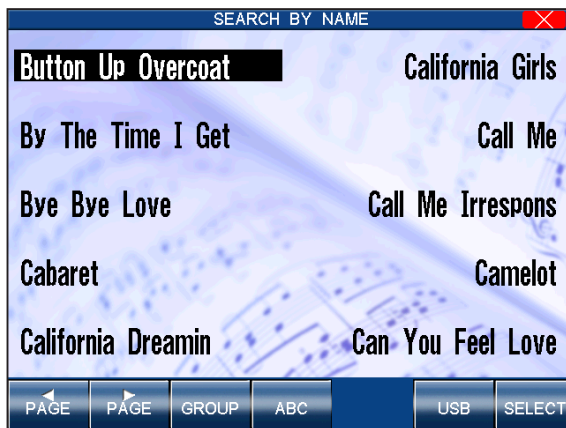 SEARCH BY NAME
Button Up Overcoat
California Girls
By The Time I Get
Call Me
Bye Bye Love
Call Me Irrespons
Cabaret
Camelot
California Dreamin
Can You Feel Love
PAGE
PAGE
GROUP
ABC
USB
SELECT